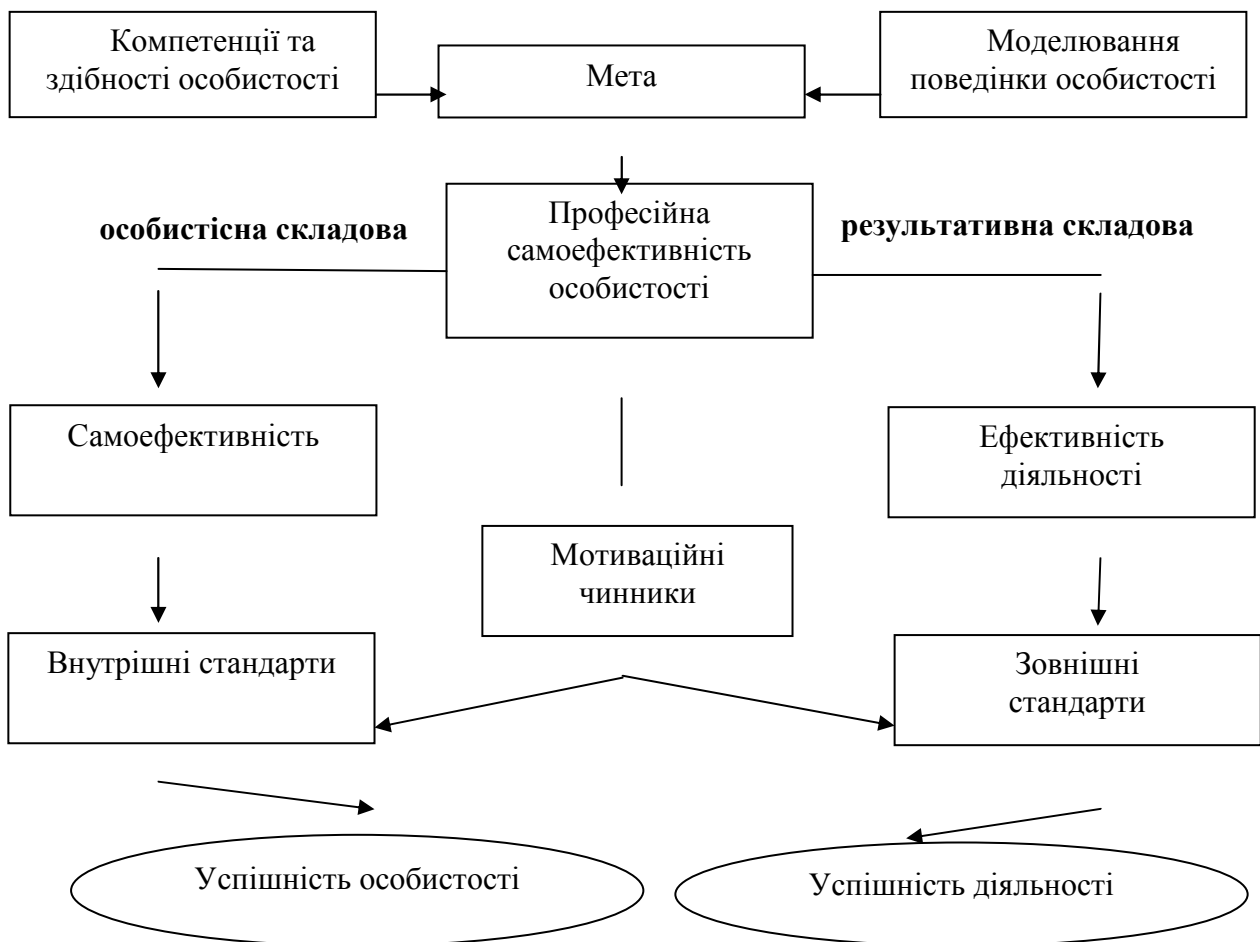 Компетенції та
здібності особистості
Мета
Моделювання
поведінки особистості
особистісна складова
Професійна
самоефективність
особистості
результативна складова
Самоефективність
Ефективність
діяльності
Мотиваційні
чинники
Внутрішні стандарти
Зовнішні
стандарти
Успішність особистості
Успішність діяльності